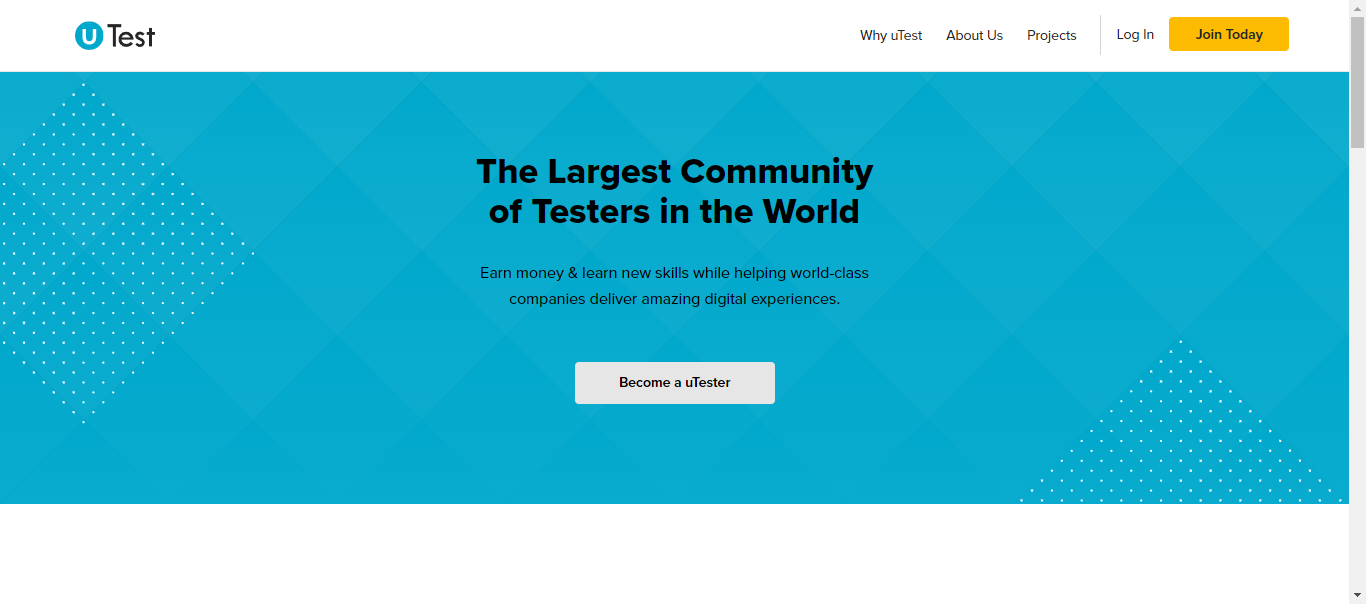 uTest
Why uTest
About Us
Projects
Log In
Join Today
The Largest Community
of Testers in the World
Earn money & learn new skills while helping world-class
companies deliver amazing digital experiences.
Become a uTester